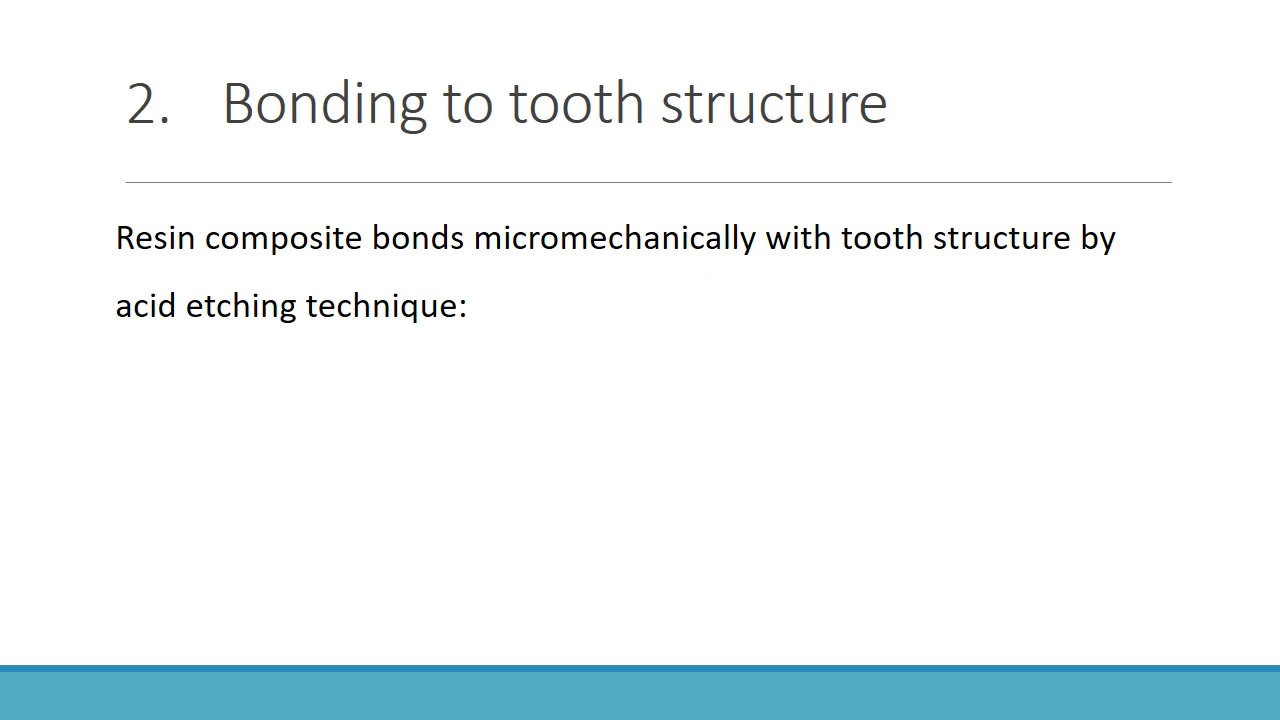 2. Bonding to tooth structure
Resin composite bonds micromechanically with tooth structure by
acid etching technique: